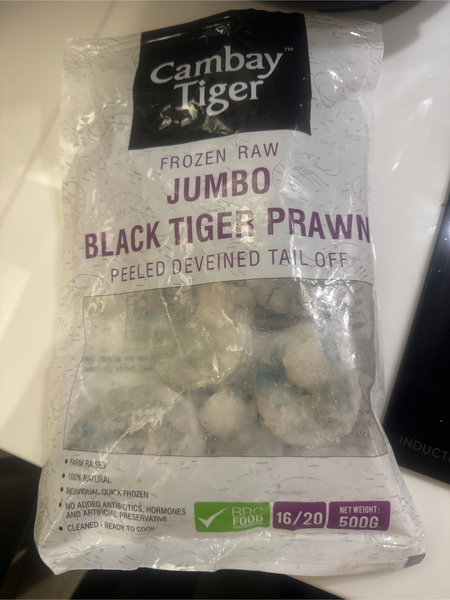 Cambay™
Tiger
FROZEN RAW
JUMBO
BLACK TIGER PRAWN
PEELED DEVEINED TAIL OFF
• FARM RAISED
• 100% NATURAL
• INDIVIDUAL QUICK FROZEN
• NO ADDED ANTIBIOTICS, HORMONES
AND ARTIFICIAL PRESERVATIVE
• CLEANED - READY TO COOK
BRC
FOOD
16/20
NET WEIGHT:
500G
INDUCT